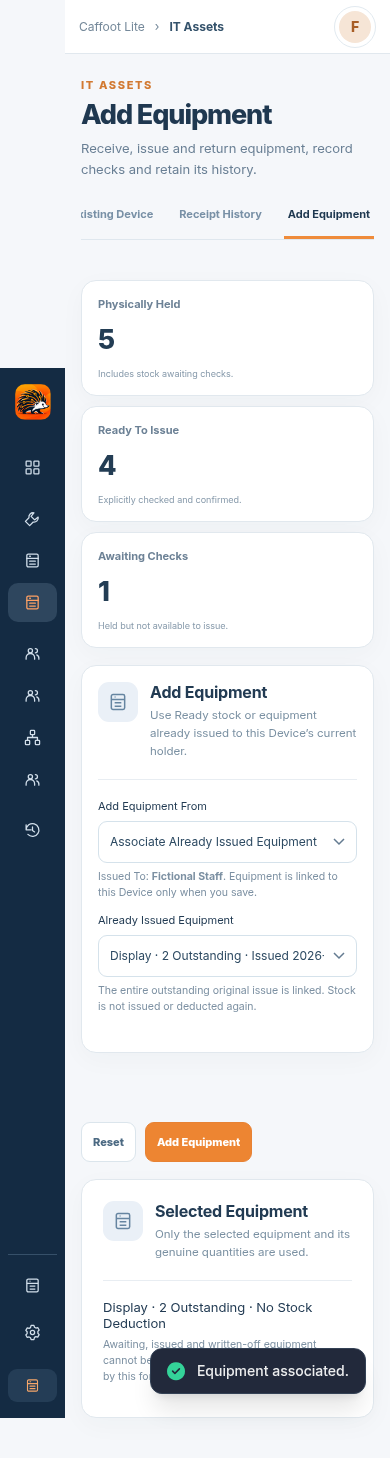 Caffoot Lite › IT Assets
F
IT ASSETS
Add Equipment
Receive, issue and return equipment, record
checks and retain its history.
Device Receipt History Add Equipment
Physically Held
5
Includes stock awaiting checks.
Ready To Issue
4
Explicitly checked and confirmed.
Awaiting Checks
1
Held but not available to issue.
Add Equipment
Use Ready stock or equipment
already issued to this Device's current
holder.
Add Equipment From
Associate Already Issued Equipment
Issued To: Fictional Staff. Equipment is linked to
this Device only when you save.
Already Issued Equipment
Display · 2 Outstanding · Issued 2026-
The entire outstanding original issue is linked. Stock
is not issued or deducted again.
Reset Add Equipment
Selected Equipment
Only the selected equipment and its
genuine quantities are used.
Display · 2 Outstanding · No Stock
Deduction
Awaiting, issued and written-off equipment
cannot
by this
Equipment associated.